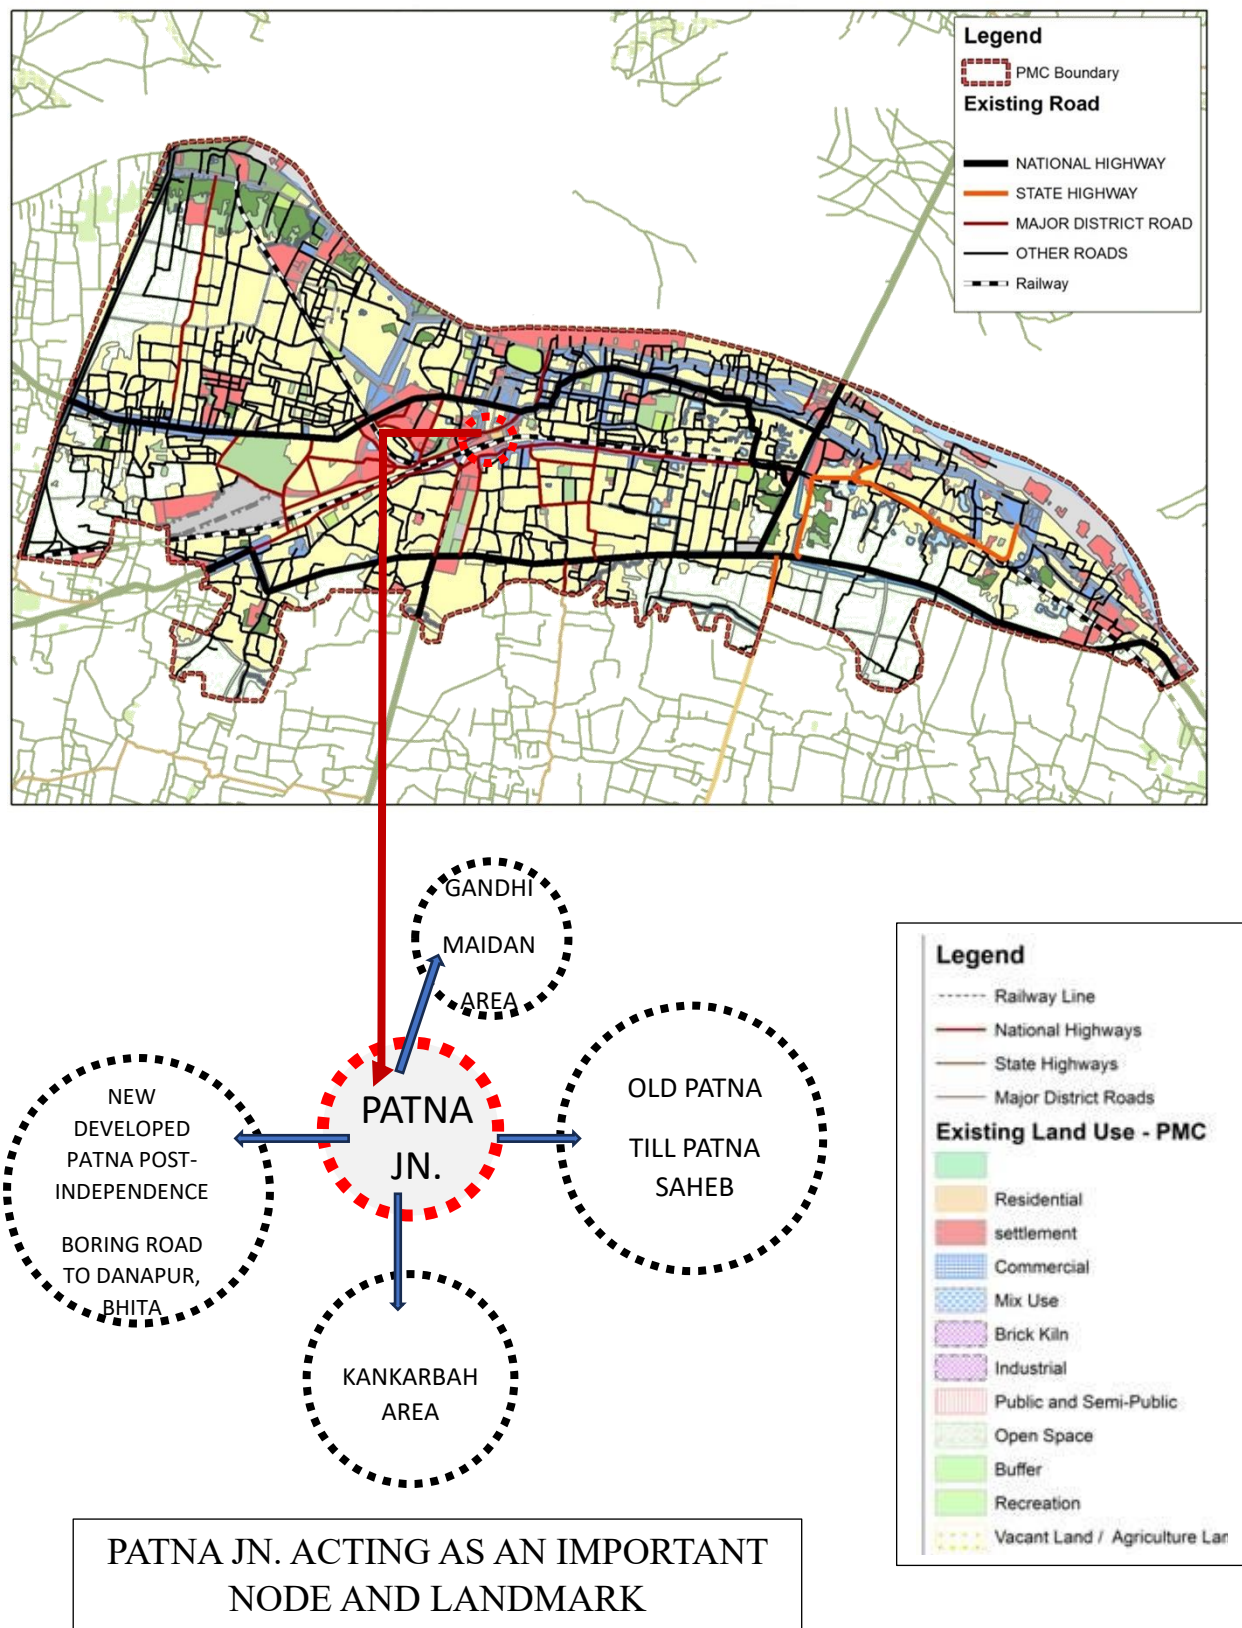 Legend
PMC Boundary
Existing Road
NATIONAL HIGHWAY
STATE HIGHWAY
MAJOR DISTRICT ROAD
OTHER ROADS
Railway
GANDHI
MAIDAN
AREA
PATNA
JN.
OLD PATNA
TILL PATNA
SAHEB
NEW
DEVELOPED
PATNA POST-
INDEPENDENCE
BORING ROAD
TO DANAPUR,
BHITA
KANKARBAH
AREA
Legend
Railway Line
National Highways
State Highways
Major District Roads
Existing Land Use - PMC
Residential
settlement
Commercial
Mix Use
Brick Kiln
Industrial
Public and Semi-Public
Open Space
Buffer
Recreation
Vacant Land / Agriculture Lan
PATNA JN. ACTING AS AN IMPORTANT
NODE AND LANDMARK